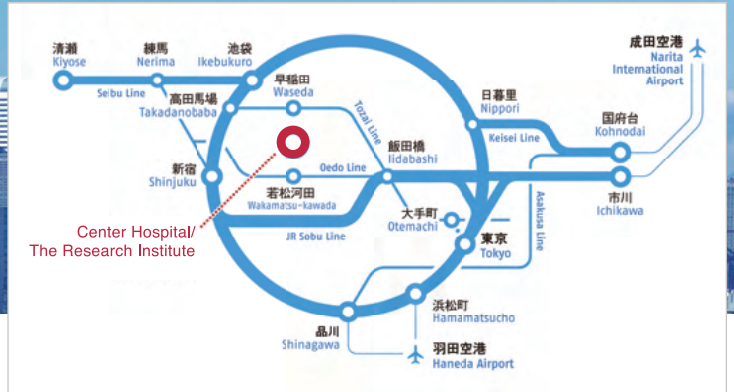 清瀬
Kiyose
練馬
Nerima
池袋
Ikebukuro
Seibu Line
高田馬場
Takadanobaba
早稲田
Waseda
Tozai Line
日暮里
Nippori
Keisei Line
成田空港
Narita
International
Airport
国府台
Kohnodai
飯田橋
Iidabashi
新宿
Shinjuku
Oedo Line
若松河田
Wakamatsu-kawada
市川
Ichikawa
Asakusa Line
大手町
Otemachi
東京
Tokyo
JR Sobu Line
Center Hospital/
The Research Institute
浜松町
Hamamatsucho
品川
Shinagawa
羽田空港
Haneda Airport